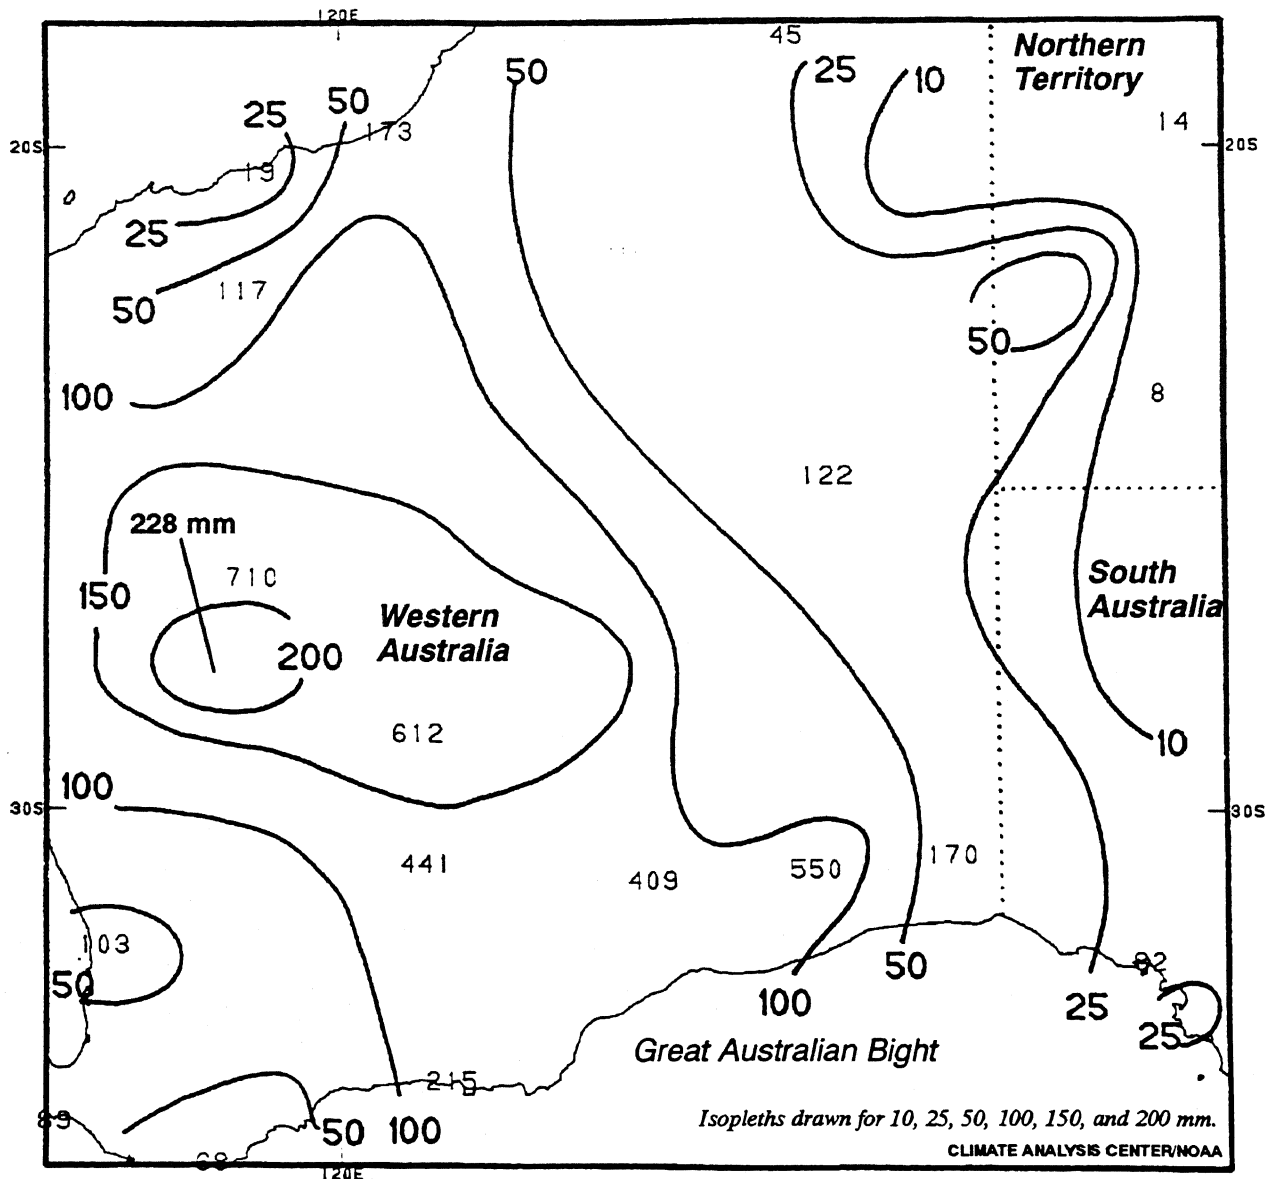 120E
45
50
25
10
Northern
Territory
25
50
173
14
20S
20S
19
25
117
50
50
100
8
122
228 mm
710
150
South
Australia
Western
Australia
200
612
10
100
30S
30S
441
409
550
170
103
50
50
82
100
25
25
Great Australian Bight
215
89
50
100
Isopleths drawn for 10, 25, 50, 100, 150, and 200 mm.
CLIMATE ANALYSIS CENTER/NOAA
120E